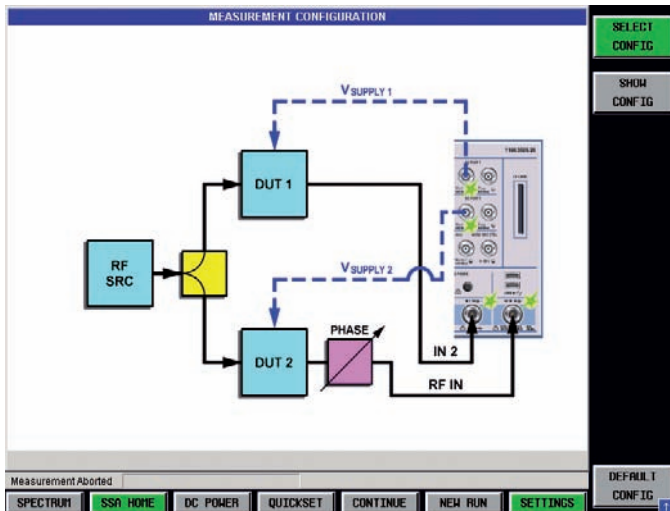 MEASUREMENT CONFIGURATION
SELECT
CONFIG
SHOW
CONFIG
VSUPPLY 1
DUT 1
RF
SRC
VSUPPLY 2
DUT 2
PHASE
IN 2
RF IN
Measurement Aborted
DEFAULT
CONFIG
SPECTRUM
SSA HOME
DC POWER
QUICKSET
CONTINUE
NEW RUN
SETTINGS